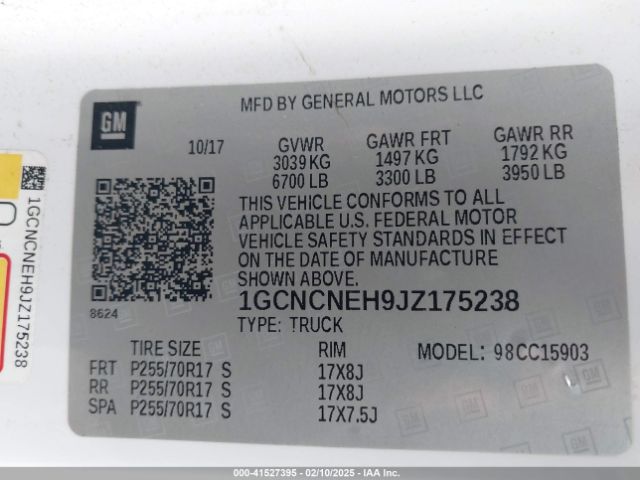 GM
MFD BY GENERAL MOTORS LLC
10/17
GVWR GAWR FRT GAWR RR
3039 KG 1497 KG 1792 KG
6700 LB 3300 LB 3950 LB
THIS VEHICLE CONFORMS TO ALL
APPLICABLE U.S. FEDERAL MOTOR
VEHICLE SAFETY STANDARDS IN EFFECT
ON THE DATE OF MANUFACTURE
SHOWN ABOVE.
8624
1GCNCNEH9JZ175238
TYPE: TRUCK
TIRE SIZE RIM MODEL: 98CC15903
FRT P255/70R17 S 17X8J
RR P255/70R17 S 17X8J
SPA P255/70R17 S 17X7.5J
1GCNCNEH9JZ175238
000-41527395 - 02/10/2025 - IAA Inc.